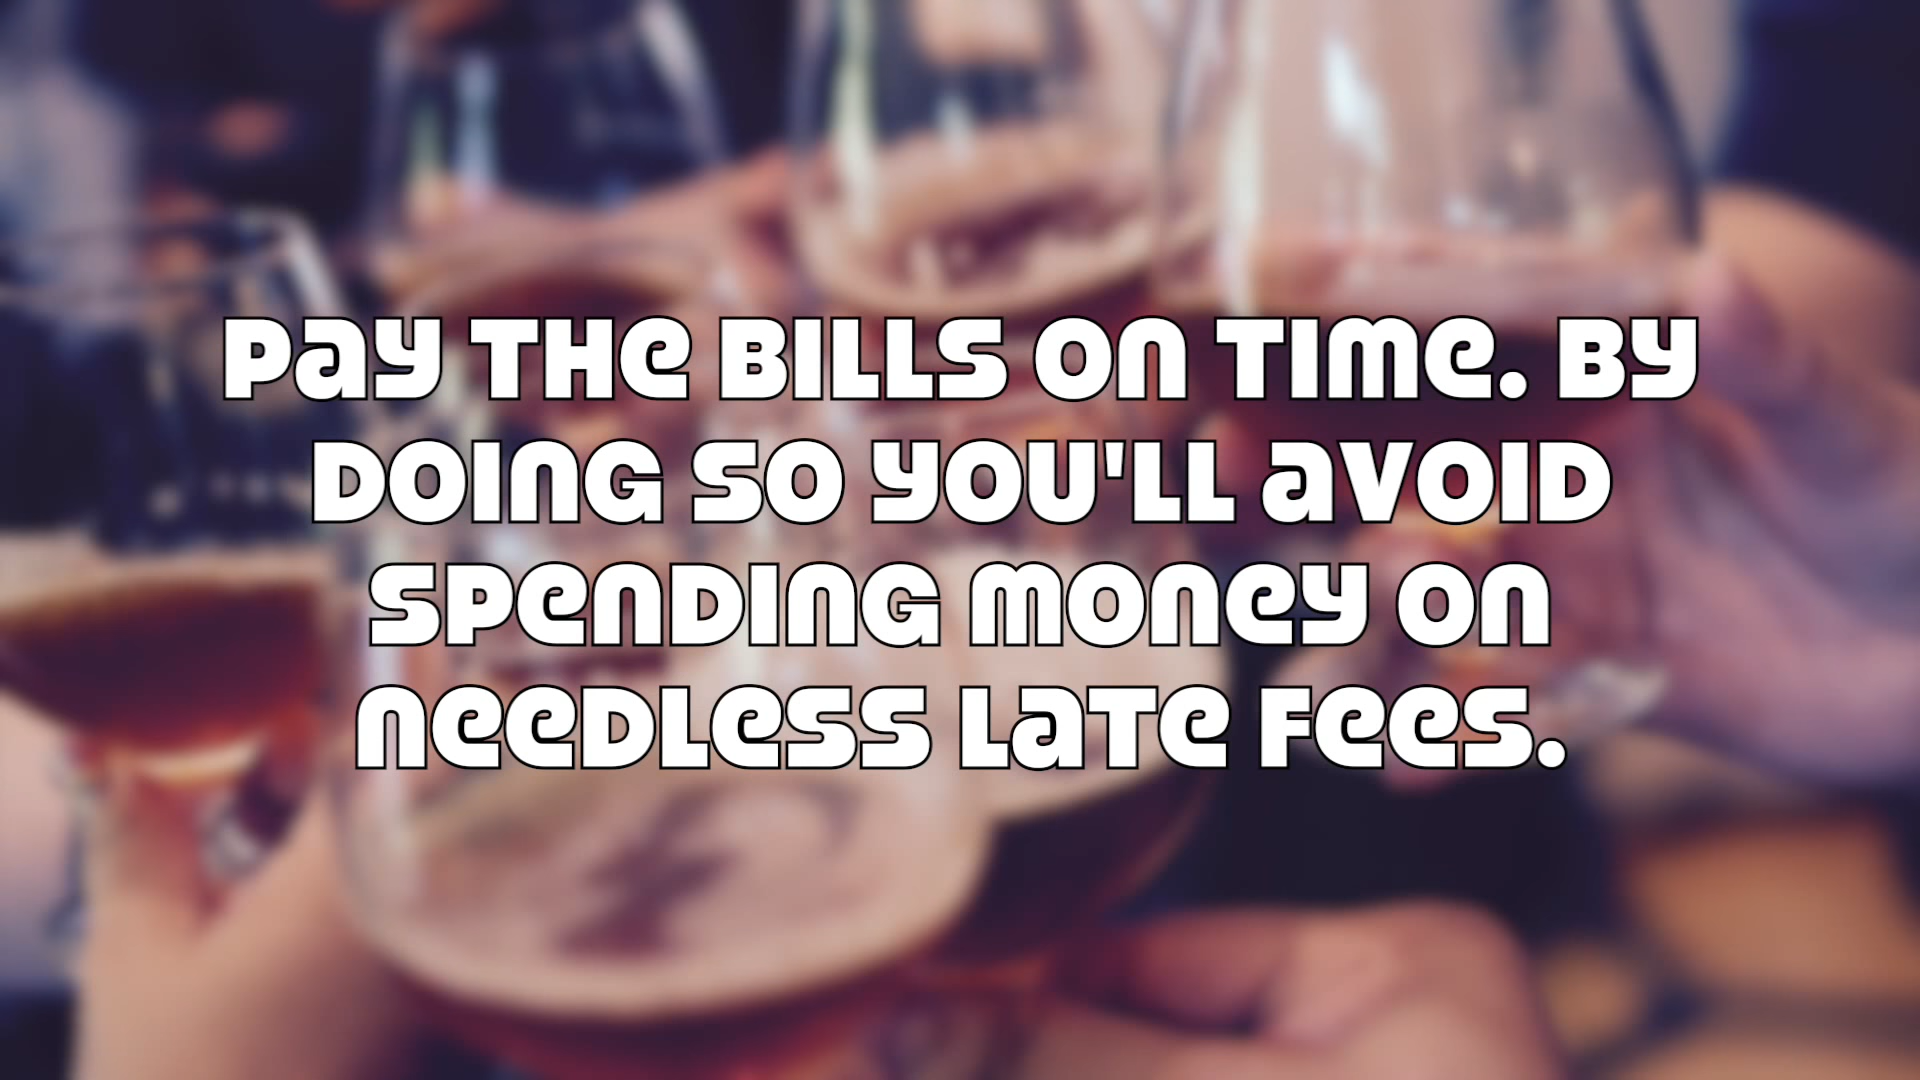 Pay the bills on time. By
doing so you'll avoid
spending money on
needless late fees.